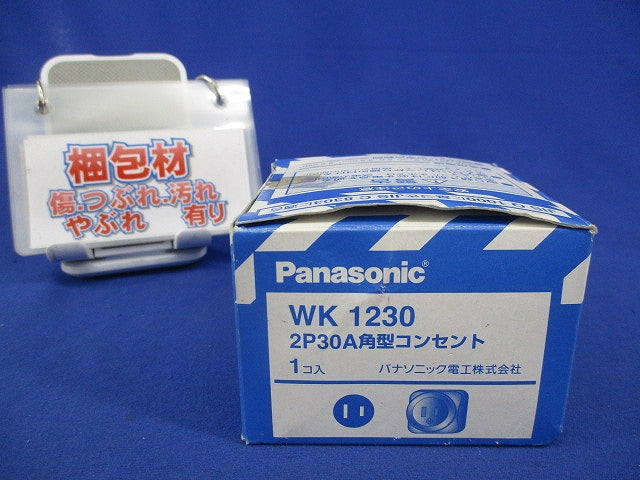 梱包材
傷・つぶれ・汚れ
やぶれ 有り
Panasonic®
WK 1230
2P30A角型コンセント
1コ入 パナソニック電工株式会社